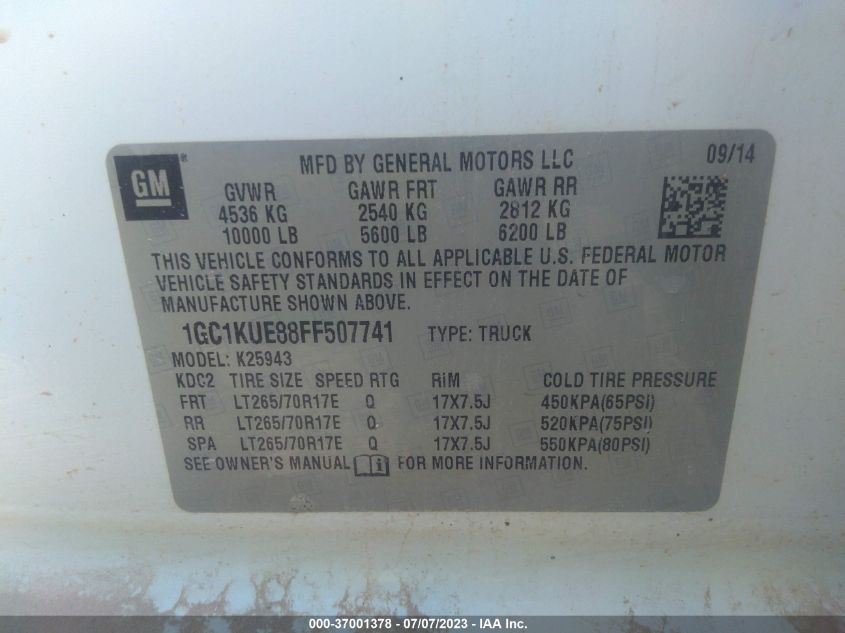 MFD BY GENERAL MOTORS LLC 09/14
GM®
GVWR GAWR FRT GAWR RR
4536 KG 2540 KG 2812 KG
10000 LB 5600 LB 6200 LB
THIS VEHICLE CONFORMS TO ALL APPLICABLE U.S. FEDERAL MOTOR
VEHICLE SAFETY STANDARDS IN EFFECT ON THE DATE OF
MANUFACTURE SHOWN ABOVE.
1GC1KUE88FF507741 TYPE: TRUCK
MODEL: K25943
KDC2 TIRE SIZE SPEED RTG RIM COLD TIRE PRESSURE
FRT LT265/70R17E Q 17X7.5J 450KPA(65PSI)
RR LT265/70R17E Q 17X7.5J 520KPA(75PSI)
SPA LT265/70R17E Q 17X7.5J 550KPA(80PSI)
SEE OWNER'S MANUAL FOR MORE INFORMATION.
000-37001378 - 07/07/2023 - IAA Inc.